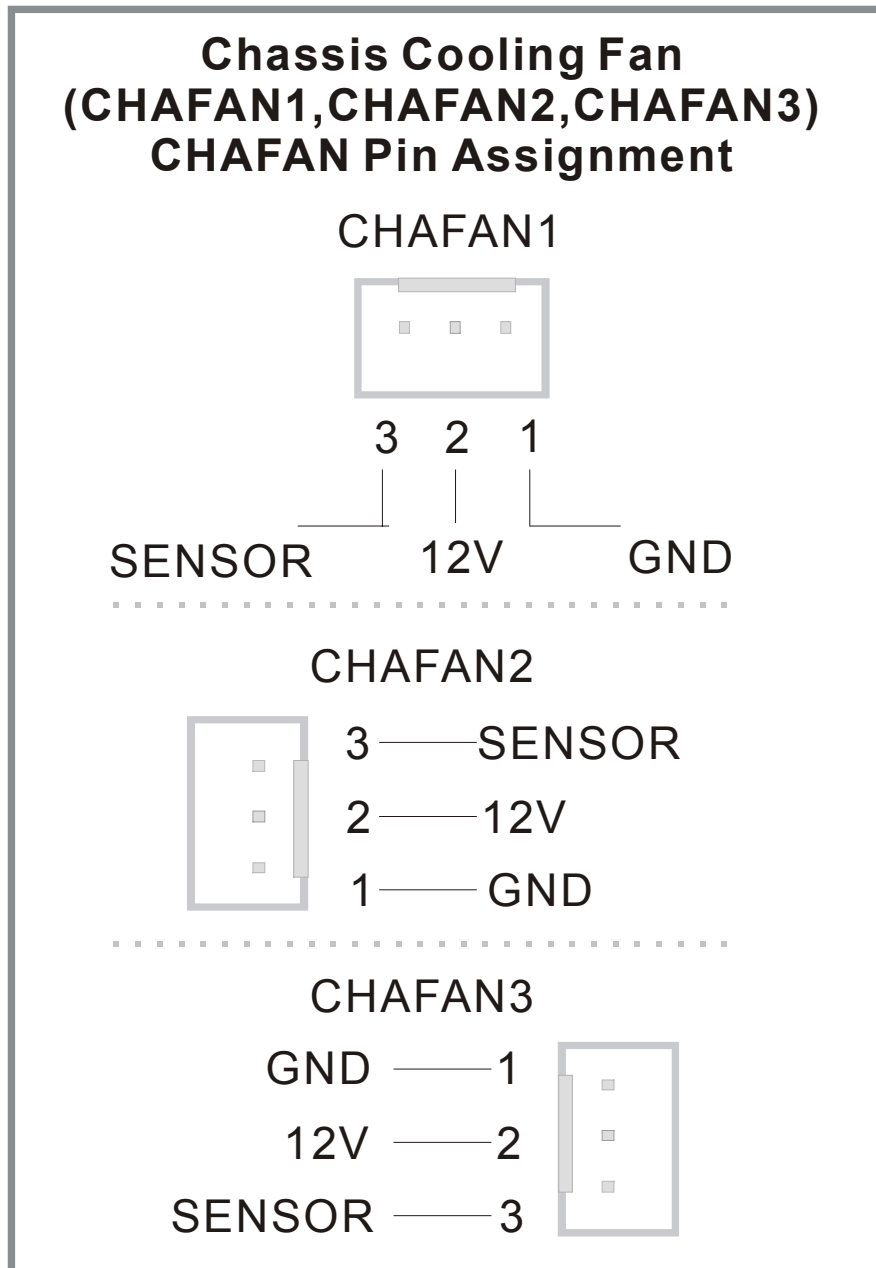 Chassis Cooling Fan
(CHAFAN1,CHAFAN2,CHAFAN3)
CHAFAN Pin Assignment
CHAFAN1
3 2 1
SENSOR 12V GND
CHAFAN2
3 SENSOR
2 12V
1 GND
CHAFAN3
GND 1
12V 2
SENSOR 3